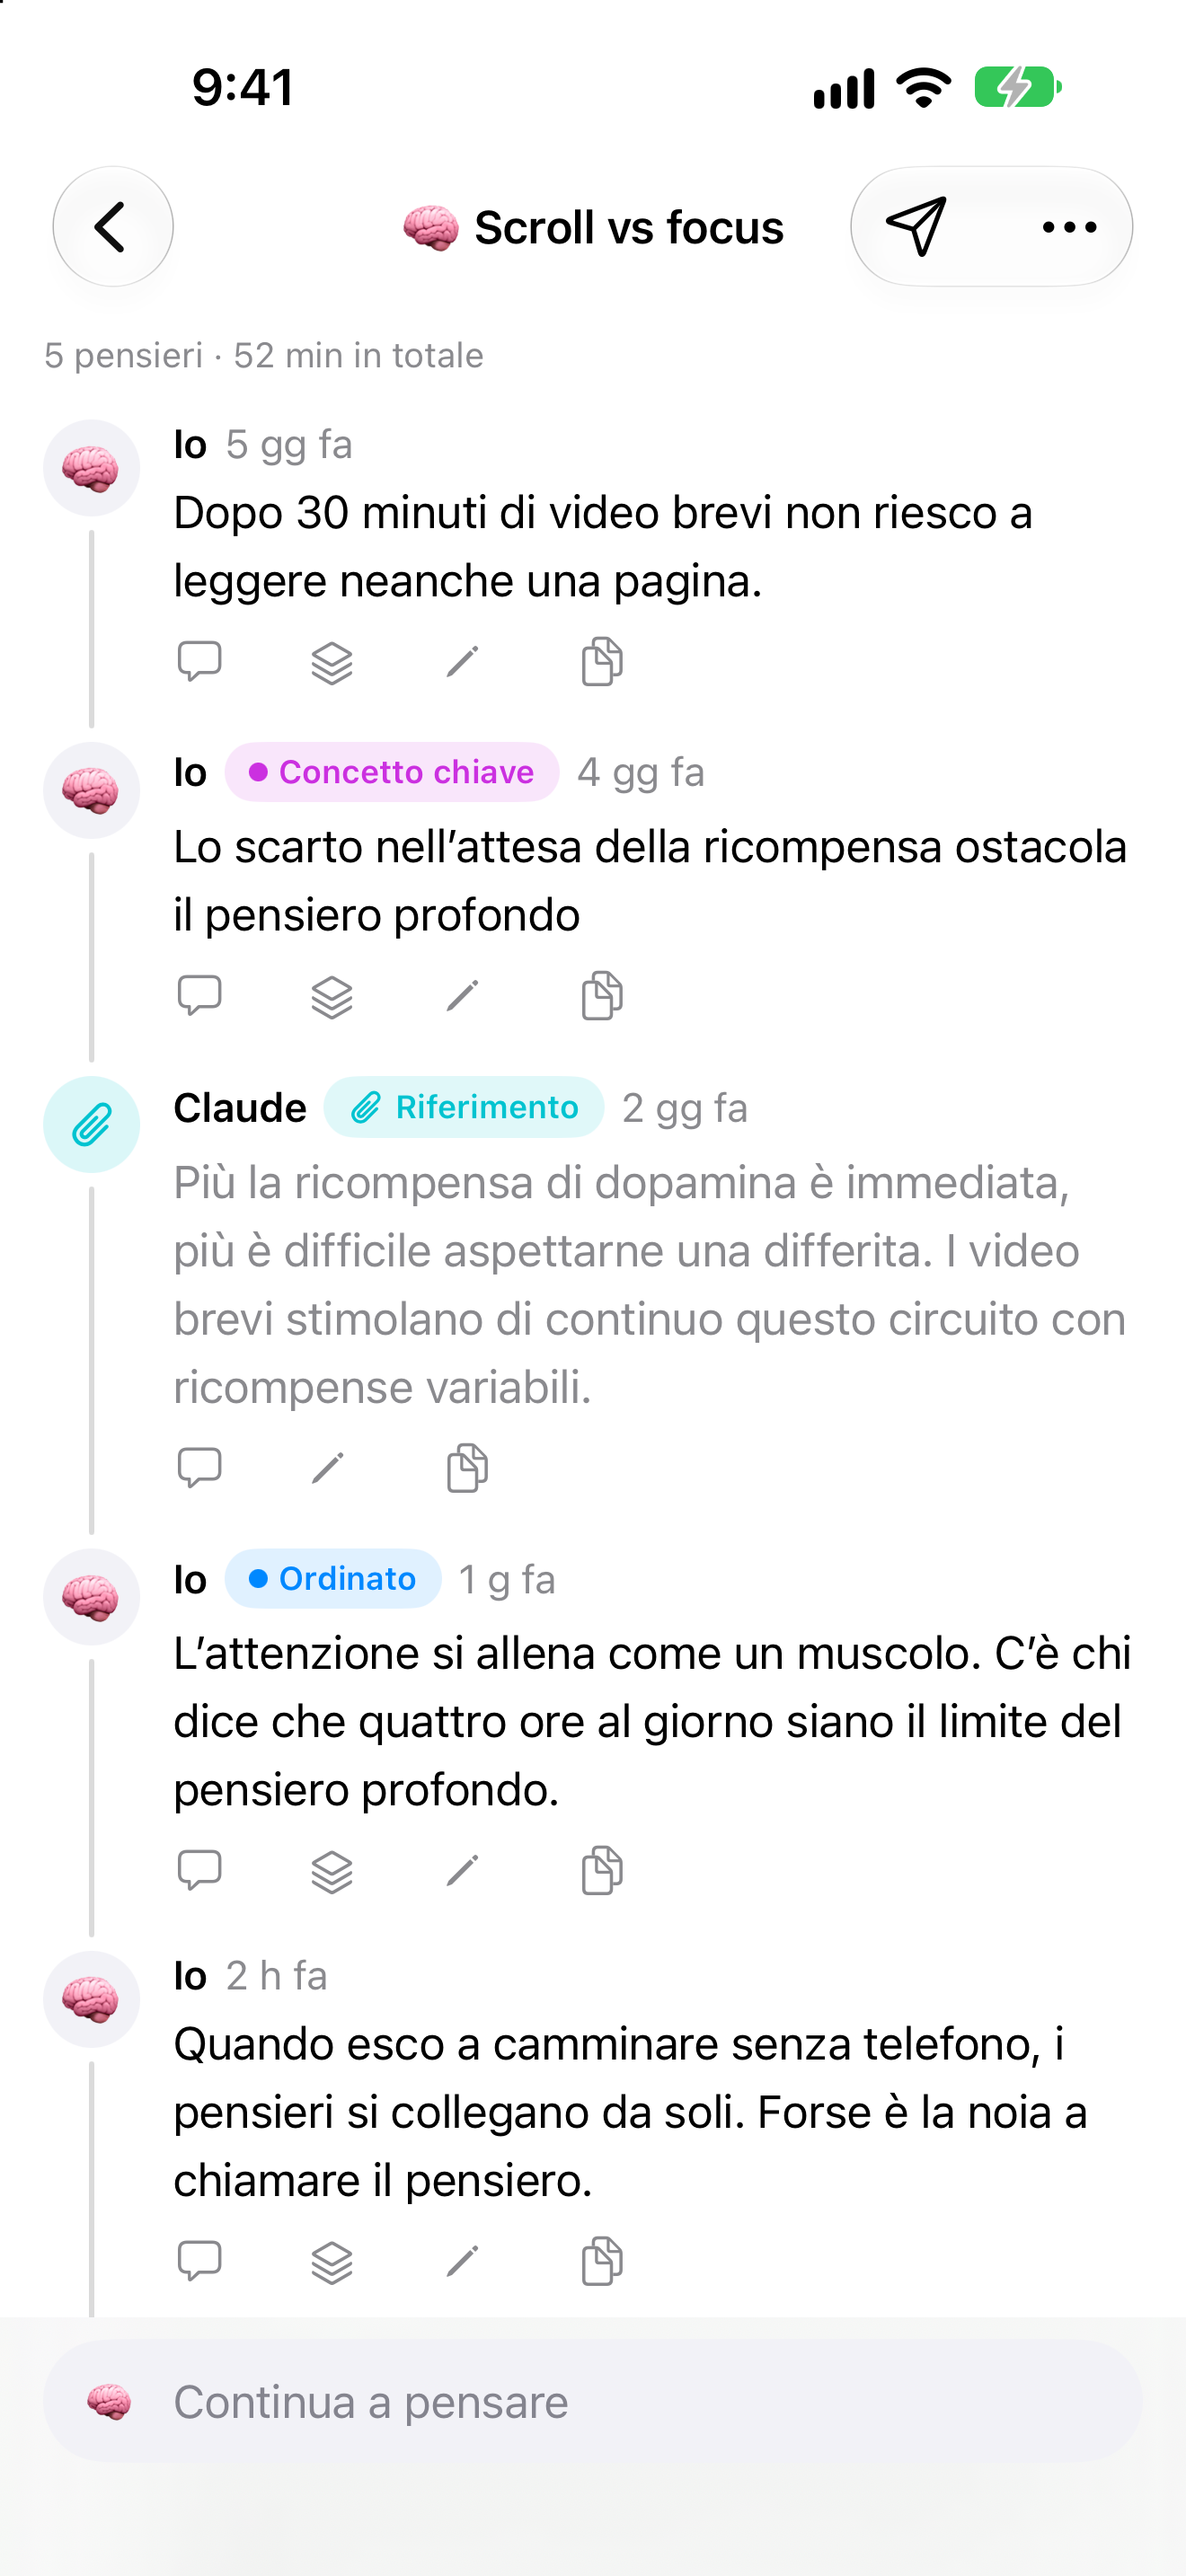 9:41
Scroll vs focus
5 pensieri · 52 min in totale
Io 5 gg fa
Dopo 30 minuti di video brevi non riesco a
leggere neanche una pagina.
Io Concetto chiave 4 gg fa
Lo scarto nell’attesa della ricompensa ostacola
il pensiero profondo
Claude Riferimento 2 gg fa
Più la ricompensa di dopamina è immediata,
più è difficile aspettarne una differita. I video
brevi stimolano di continuo questo circuito con
ricompense variabili.
Io Ordinato 1 g fa
L’attenzione si allena come un muscolo. C’è chi
dice che quattro ore al giorno siano il limite del
pensiero profondo.
Io 2 h fa
Quando esco a camminare senza telefono, i
pensieri si collegano da soli. Forse è la noia a
chiamare il pensiero.
Continua a pensare